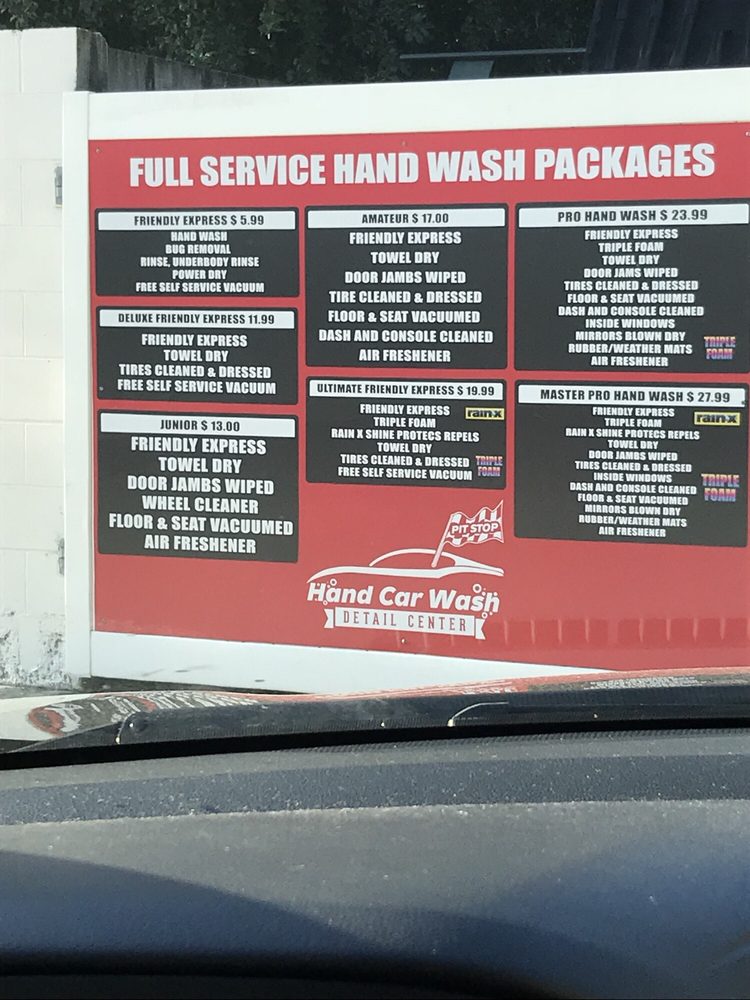 FULL SERVICE HAND WASH PACKAGES
FRIENDLY EXPRESS $ 5.99
HAND WASH
BUG REMOVAL
RINSE, UNDERBODY RINSE
POWER DRY
FREE SELF SERVICE VACUUM
DELUXE FRIENDLY EXPRESS 11.99
FRIENDLY EXPRESS
TOWEL DRY
TIRES CLEANED & DRESSED
FREE SELF SERVICE VACUUM
JUNIOR $ 13.00
FRIENDLY EXPRESS
TOWEL DRY
DOOR JAMBS WIPED
WHEEL CLEANER
FLOOR & SEAT VACUUMED
AIR FRESHENER
AMATEUR $ 17.00
FRIENDLY EXPRESS
TOWEL DRY
DOOR JAMBS WIPED
TIRE CLEANED & DRESSED
FLOOR & SEAT VACUUMED
DASH AND CONSOLE CLEANED
AIR FRESHENER
ULTIMATE FRIENDLY EXPRESS $ 19.99
FRIENDLY EXPRESS
TRIPLE FOAM
RAIN X SHINE PROTECS REPELS
TOWEL DRY
TIRES CLEANED & DRESSED
FREE SELF SERVICE VACUUM
rain-x
TRIPLE
FOAM
PRO HAND WASH $ 23.99
FRIENDLY EXPRESS
TRIPLE FOAM
TOWEL DRY
DOOR JAMS WIPED
TIRES CLEANED & DRESSED
FLOOR & SEAT VACUUMED
DASH AND CONSOLE CLEANED
INSIDE WINDOWS
MIRRORS BLOWN DRY
RUBBER/WEATHER MATS
AIR FRESHENER
TRIPLE
FOAM
MASTER PRO HAND WASH $ 27.99
FRIENDLY EXPRESS
TRIPLE FOAM
RAIN X SHINE PROTECS REPELS
TOWEL DRY
DOOR JAMBS WIPED
TIRES CLEANED & DRESSED
INSIDE WINDOWS
DASH AND CONSOLE CLEANED
FLOOR & SEAT VACUUMED
MIRRORS BLOWN DRY
RUBBER/WEATHER MATS
AIR FRESHENER
rain-x
TRIPLE
FOAM
PIT STOP
Hand Car Wash
DETAIL CENTER